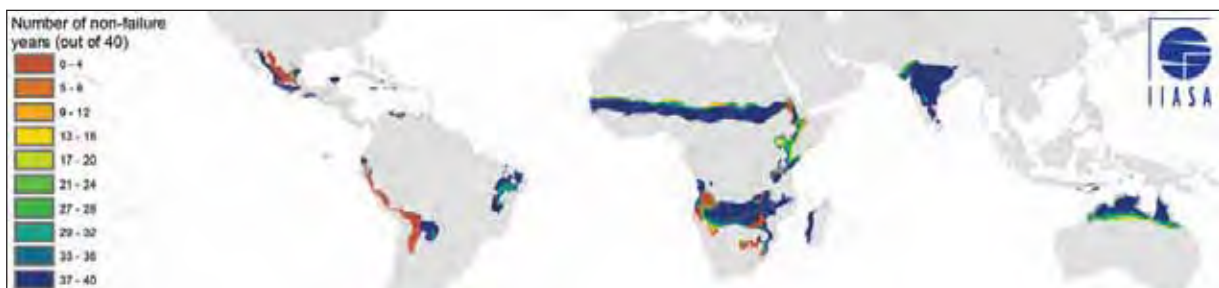 Number of non-failure
years (out of 40)
0 - 4
5 - 8
9 - 12
13 - 16
17 - 20
21 - 24
27 - 28
29 - 32
33 - 36
37 - 40
IIASA